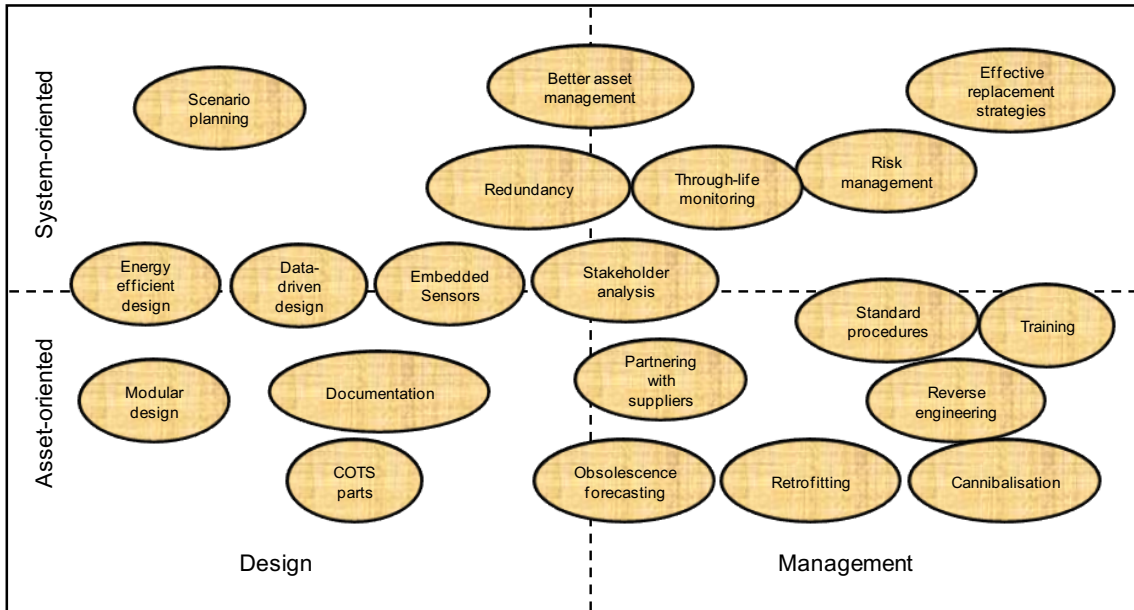 System-oriented
Scenario
planning
Better asset
management
Effective
replacement
strategies
Redundancy
Through-life
monitoring
Risk
management
Energy
efficient
design
Data-
driven
design
Embedded
Sensors
Stakeholder
analysis
Asset-oriented
Standard
procedures
Training
Modular
design
Documentation
Partnering
with
suppliers
Reverse
engineering
COTS
parts
Obsolescence
forecasting
Retrofitting
Cannibalisation
Design
Management